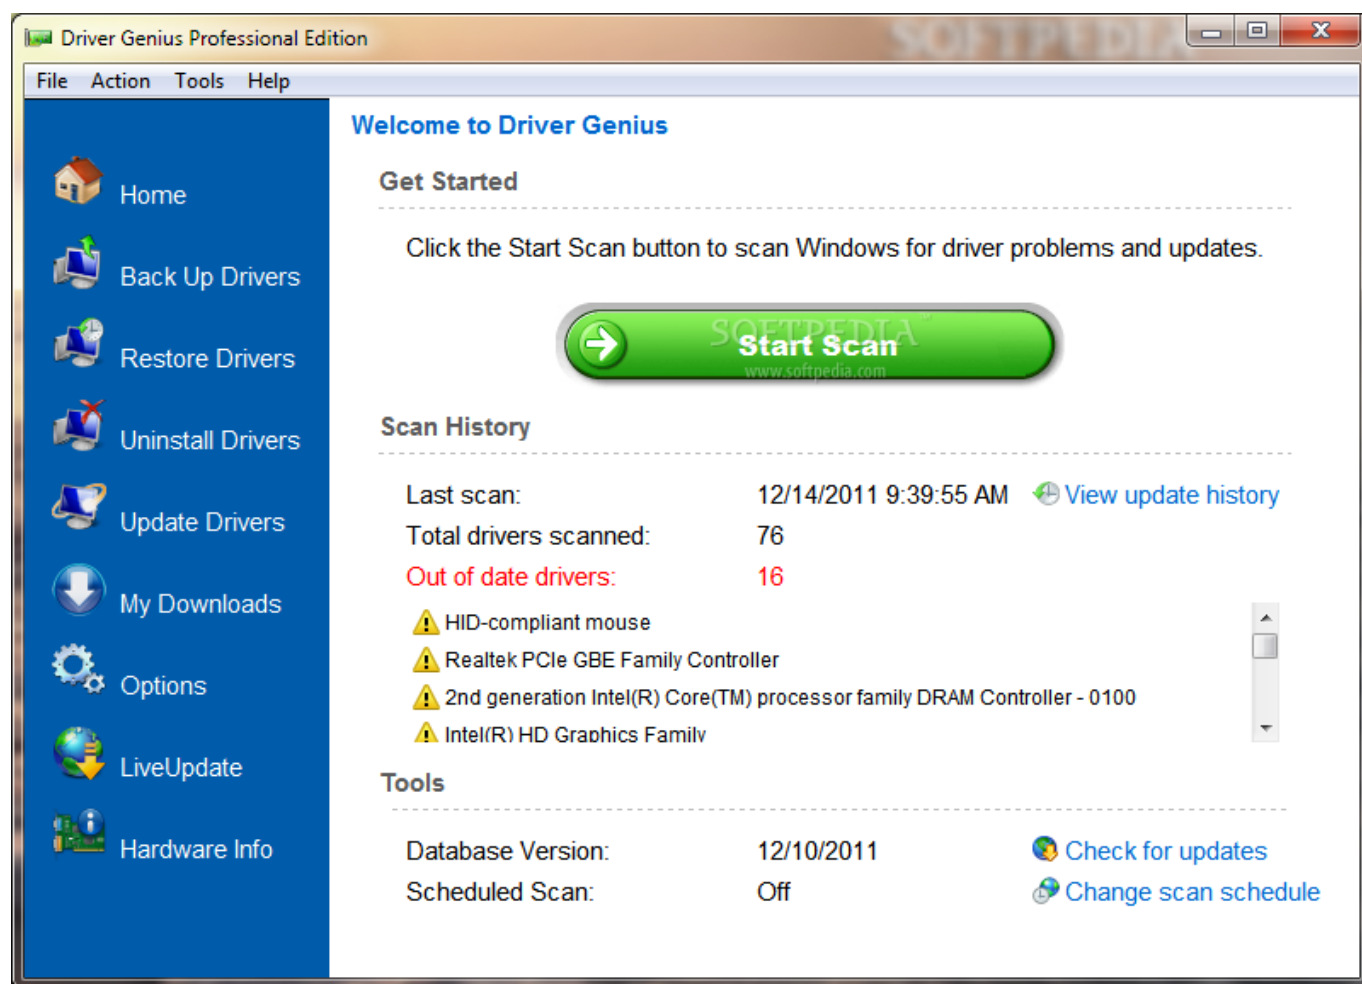 Driver Genius Professional Edition
SOFTPEDIA
File Action Tools Help
Welcome to Driver Genius
Home
Back Up Drivers
Restore Drivers
Uninstall Drivers
Update Drivers
My Downloads
Options
LiveUpdate
Hardware Info
Get Started
Click the Start Scan button to scan Windows for driver problems and updates.
SOFTPEDIA™
Start Scan
www.softpedia.com
Scan History
Last scan: 12/14/2011 9:39:55 AM View update history
Total drivers scanned: 76
Out of date drivers: 16
HID-compliant mouse
Realtek PCIe GBE Family Controller
2nd generation Intel(R) Core(TM) processor family DRAM Controller - 0100
Intel(R) HD Graphics Family
Tools
Database Version: 12/10/2011 Check for updates
Scheduled Scan: Off Change scan schedule